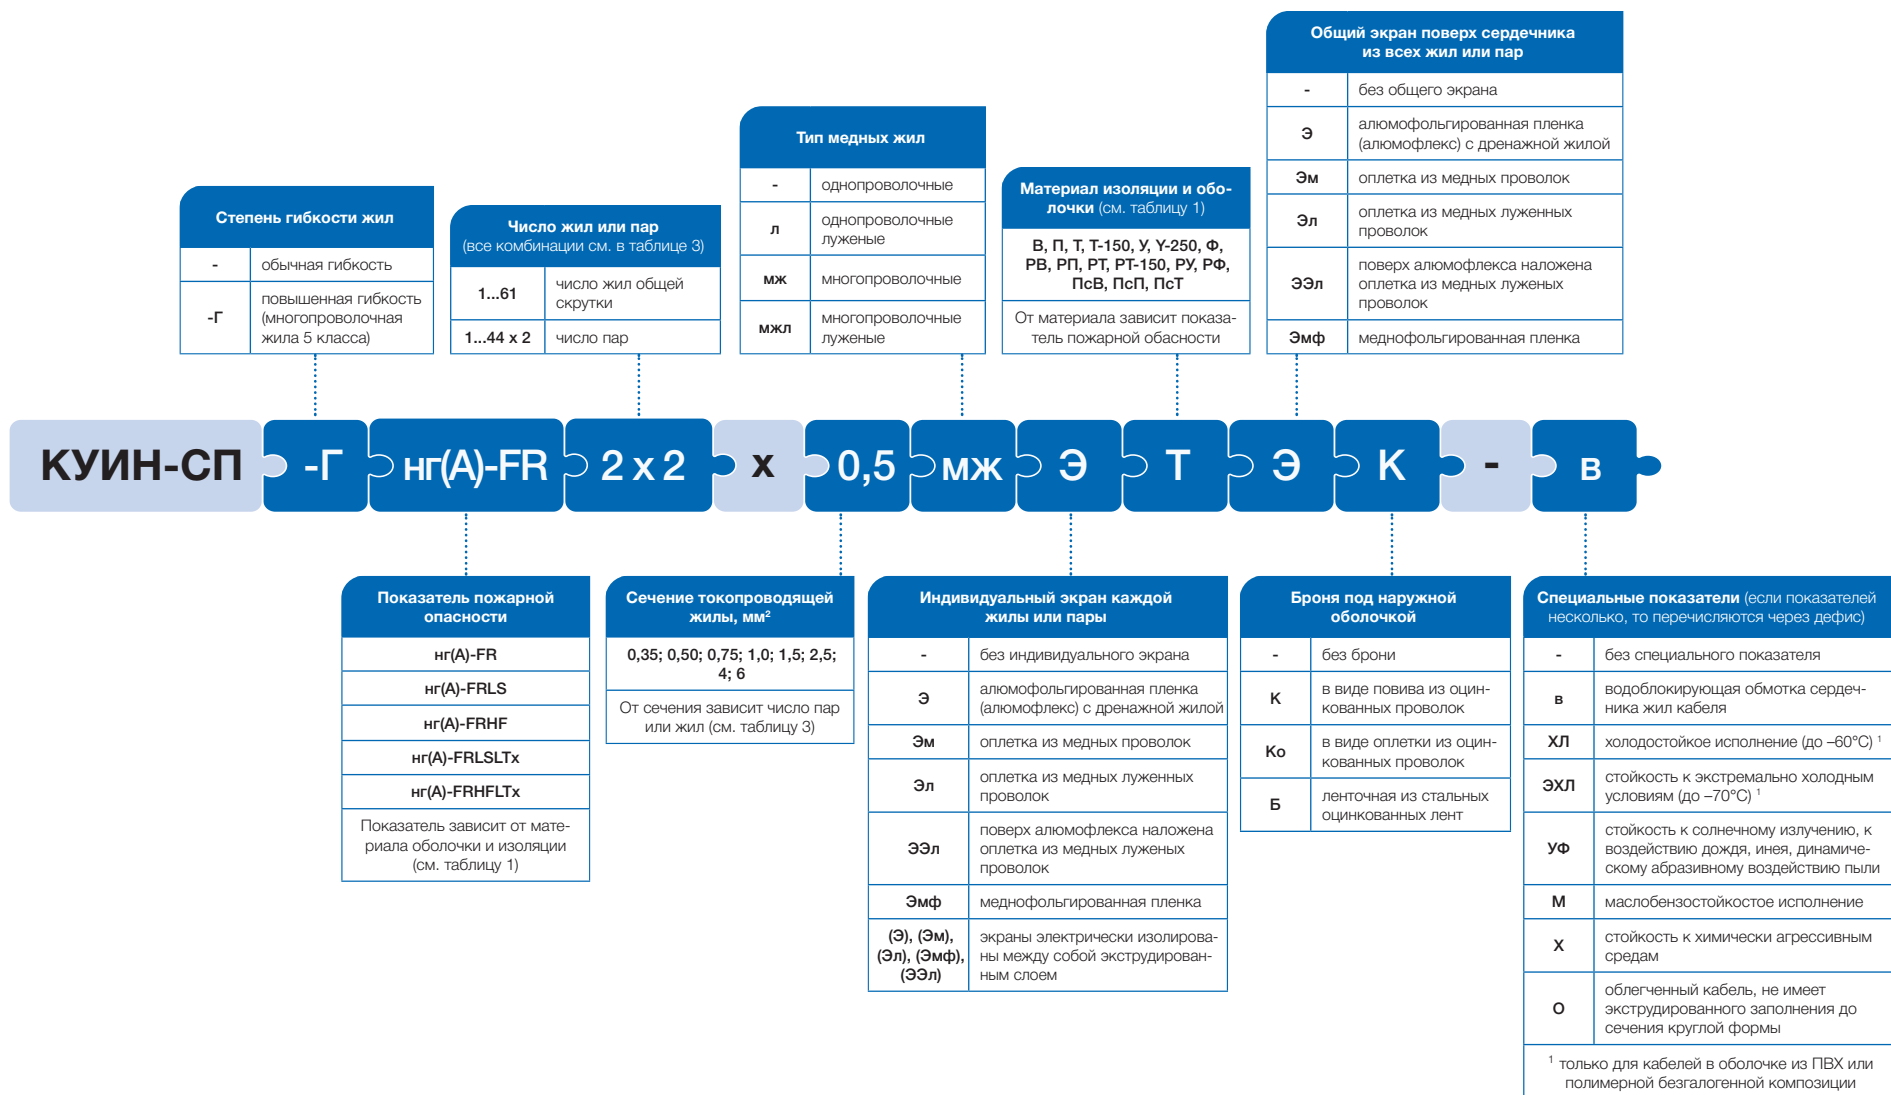 Степень гибкости жил
-
обычная гибкость
-Г
повышенная гибкость
(многопроволочная
жила 5 класса)
Число жил или пар
(все комбинации см. в таблице 3)
1...61
число жил общей
скрутки
1...44 x 2
число пар
Тип медных жил
-
однопроволочные
л
однопроволочные
луженые
мж
многопроволочные
мжл
многопроволочные
луженые
Материал изоляции и обо-
лочки (см. таблицу 1)
В, П, Т, Т-150, У, Y-250, Ф,
РВ, РП, РТ, РТ-150, РУ, РФ,
ПсВ, ПсП, ПсТ
От материала зависит показа-
тель пожарной обасности
Общий экран поверх сердечника
из всех жил или пар
-
без общего экрана
Э
алюмофольгированная пленка
(алюмофлекс) с дренажной жилой
Эм
оплетка из медных проволок
Эл
оплетка из медных луженных
проволок
ЭЭл
поверх алюмофлекса наложена
оплетка из медных луженых
проволок
Эмф
меднофольгированная пленка
КУИН-СП -Г нг(А)-FR 2 x 2 x 0,5 мж Э Т Э К - в
Показатель пожарной
опасности
нг(А)-FR
нг(А)-FRLS
нг(А)-FRHF
нг(А)-FRLSLTx
нг(А)-FRHFLTx
Показатель зависит от мате-
риала оболочки и изоляции
(см. таблицу 1)
Сечение токопроводящей
жилы, мм²
0,35; 0,50; 0,75; 1,0; 1,5; 2,5;
4; 6
От сечения зависит число пар
или жил (см. таблицу 3)
Индивидуальный экран каждой
жилы или пары
-
без индивидуального экрана
Э
алюмофольгированная пленка
(алюмофлекс) с дренажной жилой
Эм
оплетка из медных проволок
Эл
оплетка из медных луженных
проволок
ЭЭл
поверх алюмофлекса наложена
оплетка из медных луженых
проволок
Эмф
меднофольгированная пленка
(Э), (Эм),
(Эл), (Эмф),
(ЭЭл)
экраны электрически изолирова-
ны между собой экструдирован-
ным слоем
Броня под наружной
оболочкой
-
без брони
К
в виде повива из оцин-
кованных проволок
Ко
в виде оплетки из оцин-
кованных проволок
Б
ленточная из стальных
оцинкованных лент
Специальные показатели (если показателей
несколько, то перечисляются через дефис)
-
без специального показателя
в
водоблокирующая обмотка сердеч-
ника жил кабеля
ХЛ
холодостойкое исполнение (до –60°C) ¹
ЭХЛ
стойкость к экстремально холодным
условиям (до –70°C) ¹
УФ
стойкость к солнечному излучению, к
воздействию дождя, инея, динамиче-
скому абразивному воздействию пыли
М
маслобензостойкостое исполнение
Х
стойкость к химически агрессивным
средам
О
облегченный кабель, не имеет
экструдированного заполнения до
сечения круглой формы
¹ только для кабелей в оболочке из ПВХ или
полимерной безгалогенной композиции